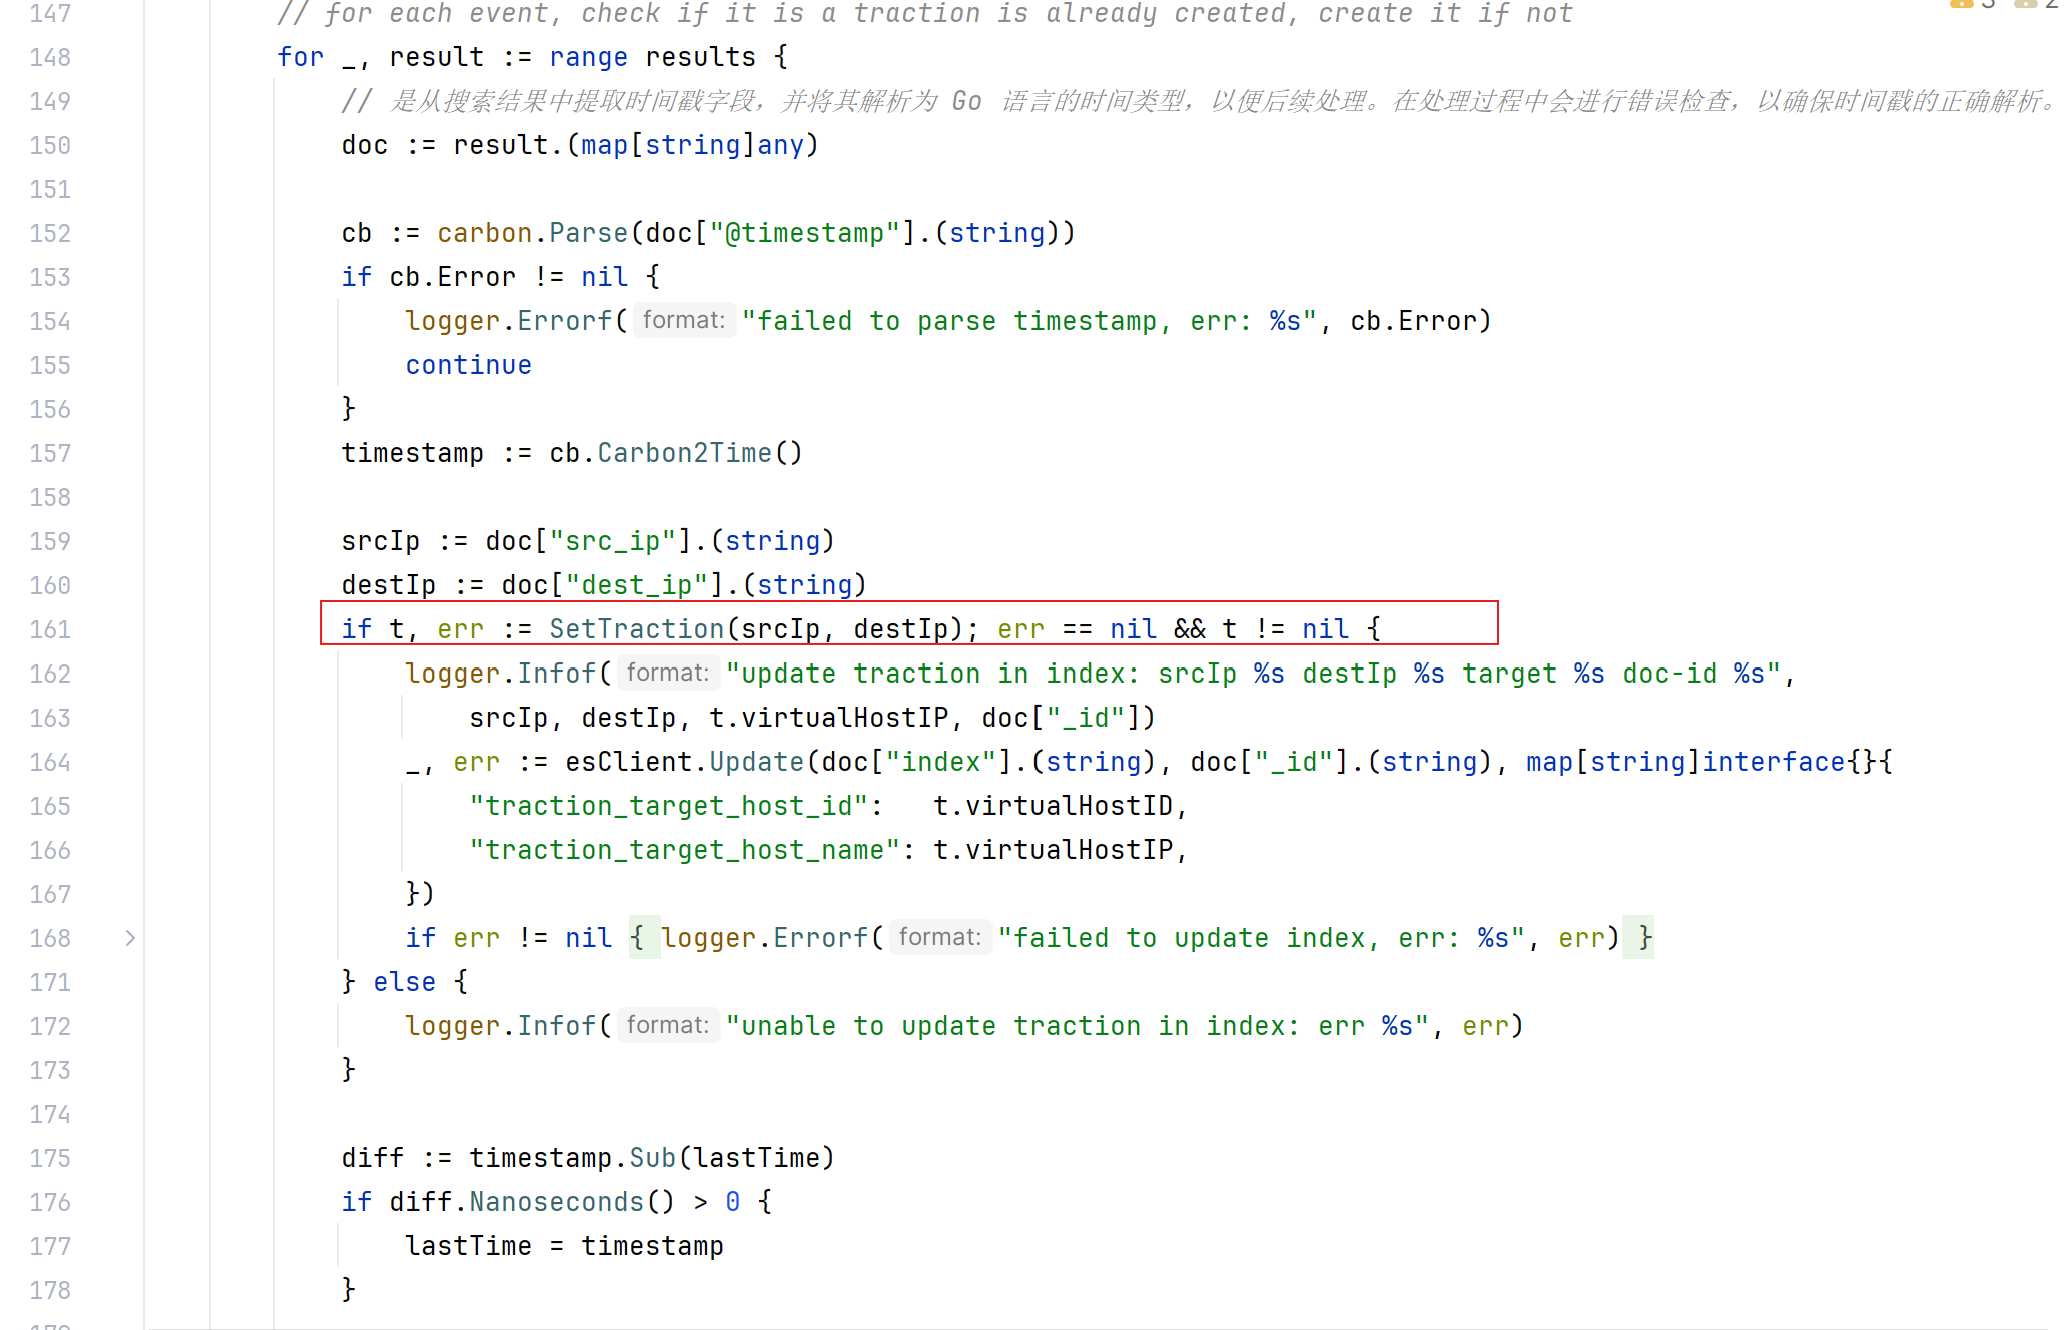 147 // for each event, check if it is a traction is already created, create it if not
148 for _, result := range results {
149 // 是从搜索结果中提取时间戳字段，并将其解析为 Go 语言的时间类型，以便后续处理。在处理过程中会进行错误检查，以确保时间戳的正确解析。
150 doc := result.(map[string]any)
151
152 cb := carbon.Parse(doc["@timestamp"].(string))
153 if cb.Error != nil {
154 logger.Errorf( format: "failed to parse timestamp, err: %s", cb.Error)
155 continue
156 }
157 timestamp := cb.Carbon2Time()
158
159 srcIp := doc["src_ip"].(string)
160 destIp := doc["dest_ip"].(string)
161 if t, err := SetTraction(srcIp, destIp); err == nil && t != nil {
162 logger.Infof( format: "update traction in index: srcIp %s destIp %s target %s doc-id %s",
163 srcIp, destIp, t.virtualHostIP, doc["_id"])
164 _, err := esClient.Update(doc["index"].(string), doc["_id"].(string), map[string]interface{}{
165 "traction_target_host_id": t.virtualHostID,
166 "traction_target_host_name": t.virtualHostIP,
167 })
168 if err != nil { logger.Errorf( format: "failed to update index, err: %s", err) }
171 } else {
172 logger.Infof( format: "unable to update traction in index: err %s", err)
173 }
174
175 diff := timestamp.Sub(lastTime)
176 if diff.Nanoseconds() > 0 {
177 lastTime = timestamp
178 }